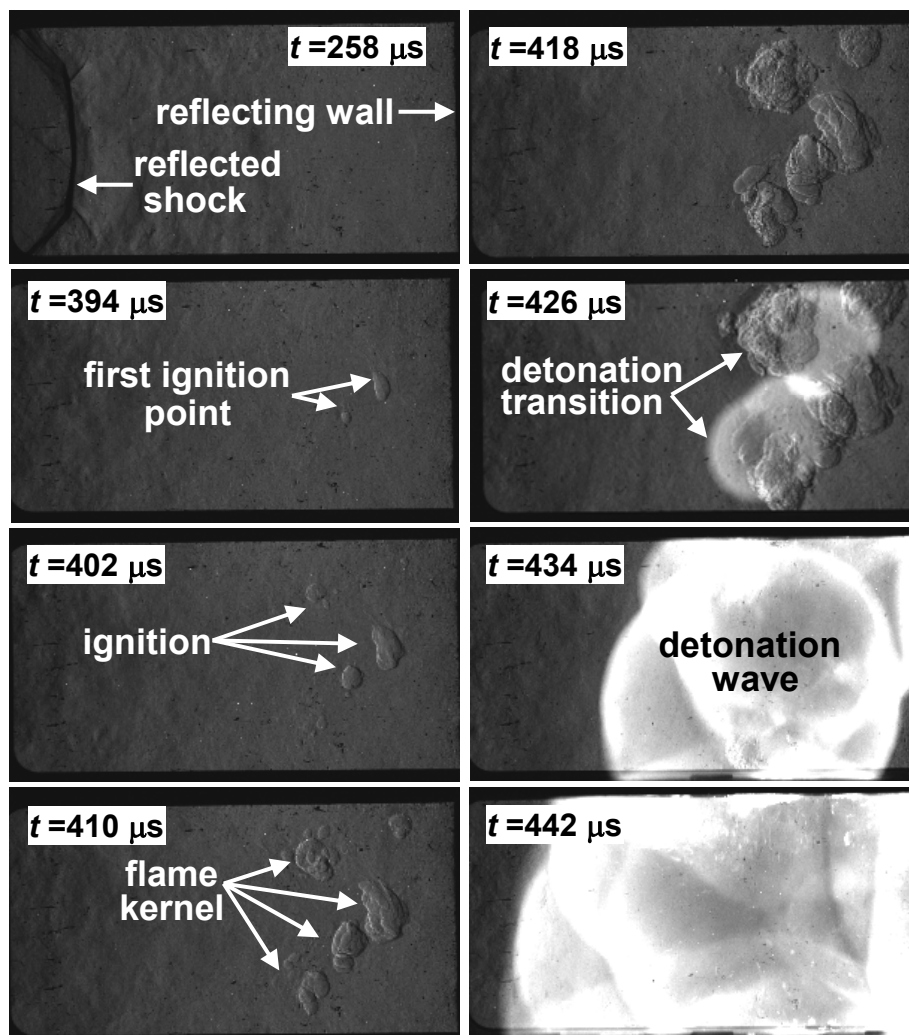 t =258 μs
reflecting wall
reflected
shock
t =394 μs
first ignition
point
t =402 μs
ignition
t =410 μs
flame
kernel
t =418 μs
t =426 μs
detonation
transition
t =434 μs
detonation
wave
t =442 μs